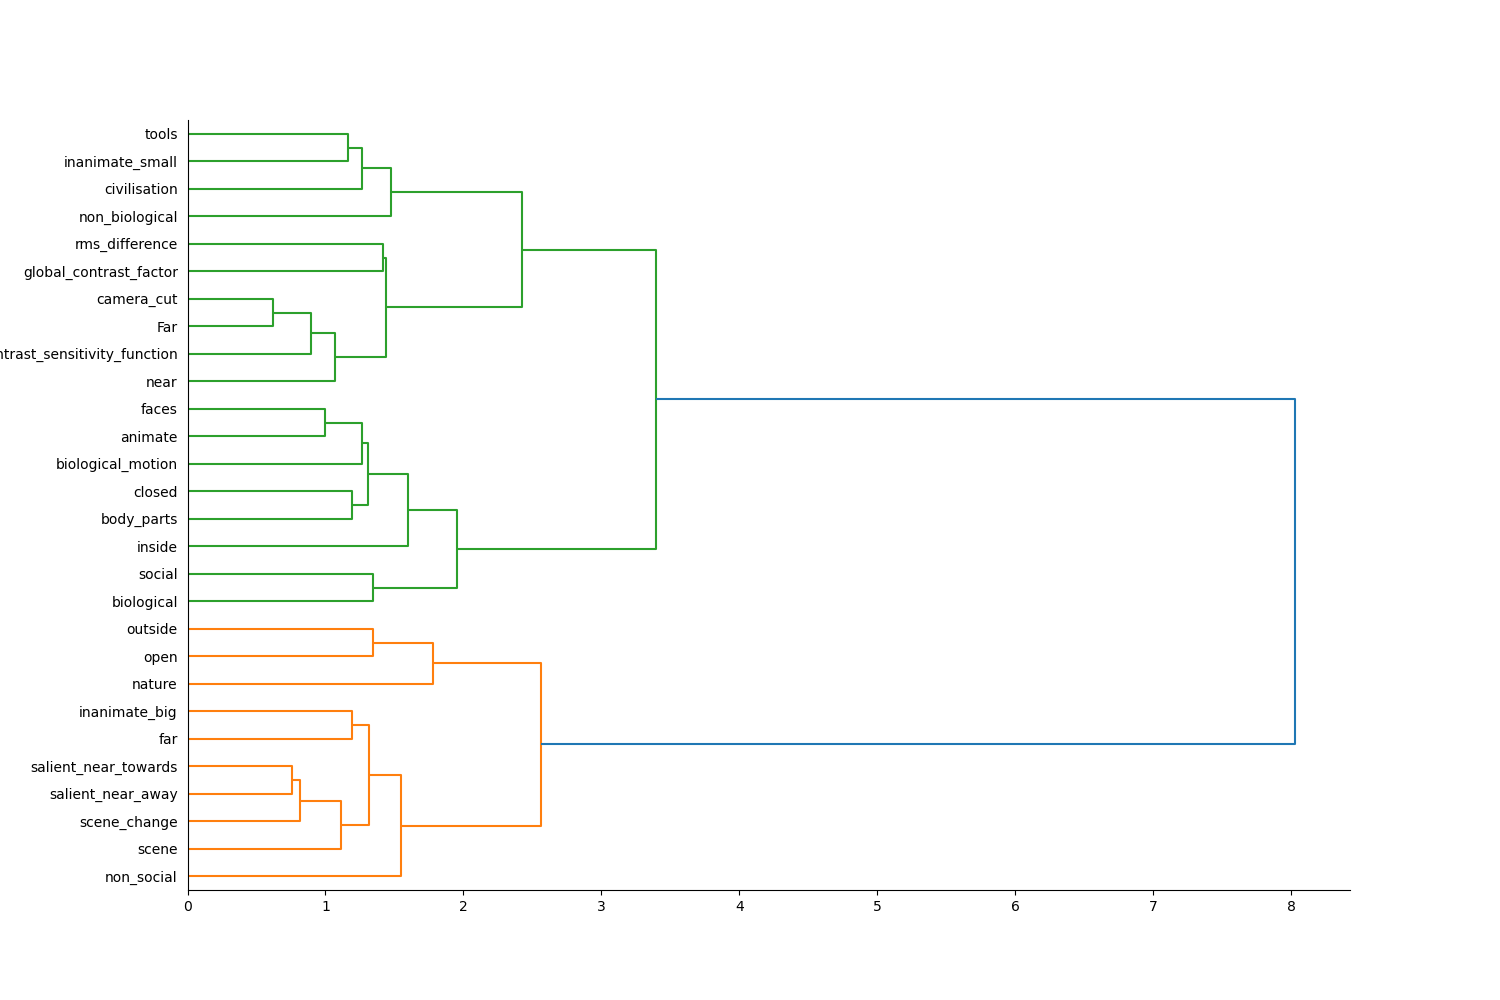 tools
inanimate_small
civilisation
non_biological
rms_difference
global_contrast_factor
camera_cut
Far
ntrast_sensitivity_function
near
faces
animate
biological_motion
closed
body_parts
inside
social
biological
outside
open
nature
inanimate_big
far
salient_near_towards
salient_near_away
scene_change
scene
non_social
0 1 2 3 4 5 6 7 8